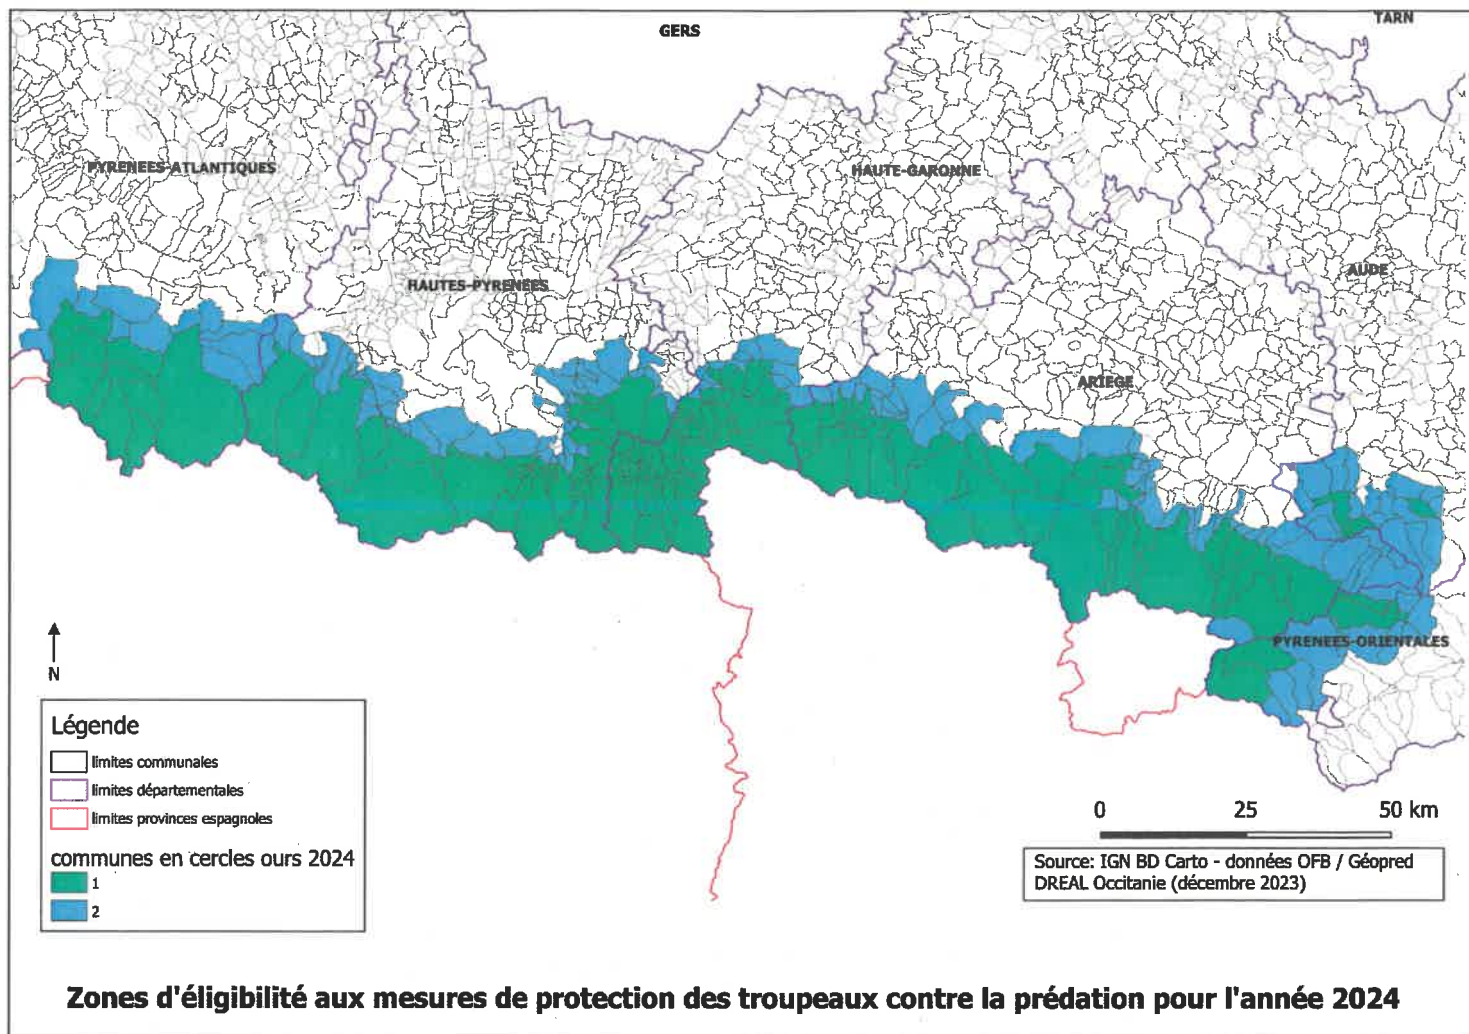 TARN
GERS
PYRENEES-ATLANTIQUES
HAUTE-GARONNE
HAUTES-PYRENEES
AUDE
ARIEGE
PYRENEES-ORIENTALES
N
Légende
limites communales
limites départementales
limites provinces espagnoles
communes en cercles ours 2024
1
2
0 25 50 km
Source: IGN BD Carto - données OFB / Géopred
DREAL Occitanie (décembre 2023)
Zones d'éligibilité aux mesures de protection des troupeaux contre la prédation pour l'année 2024